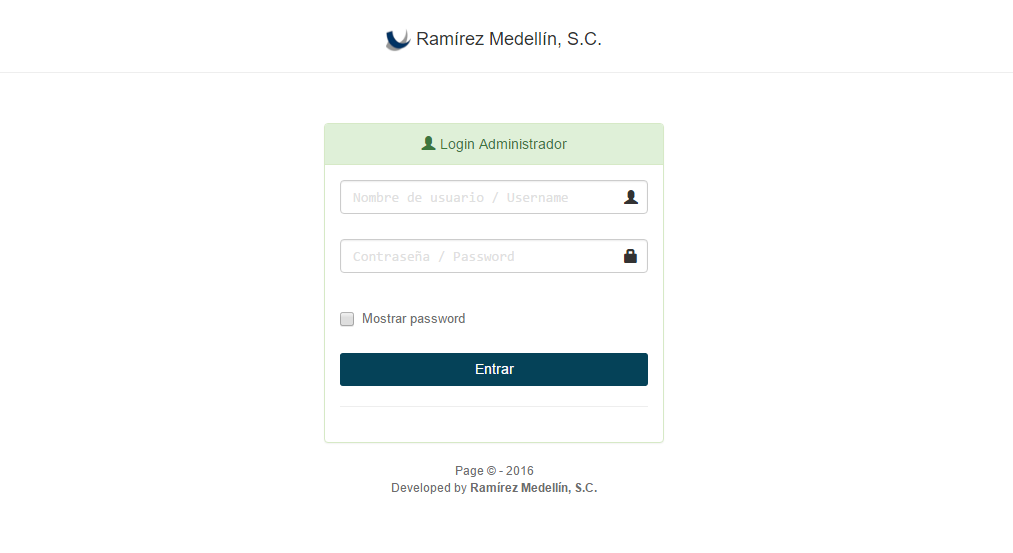 Ramírez Medellín, S.C.
Login Administrador
Nombre de usuario / Username
Contraseña / Password
Mostrar password
Entrar
Page © - 2016
Developed by Ramírez Medellín, S.C.